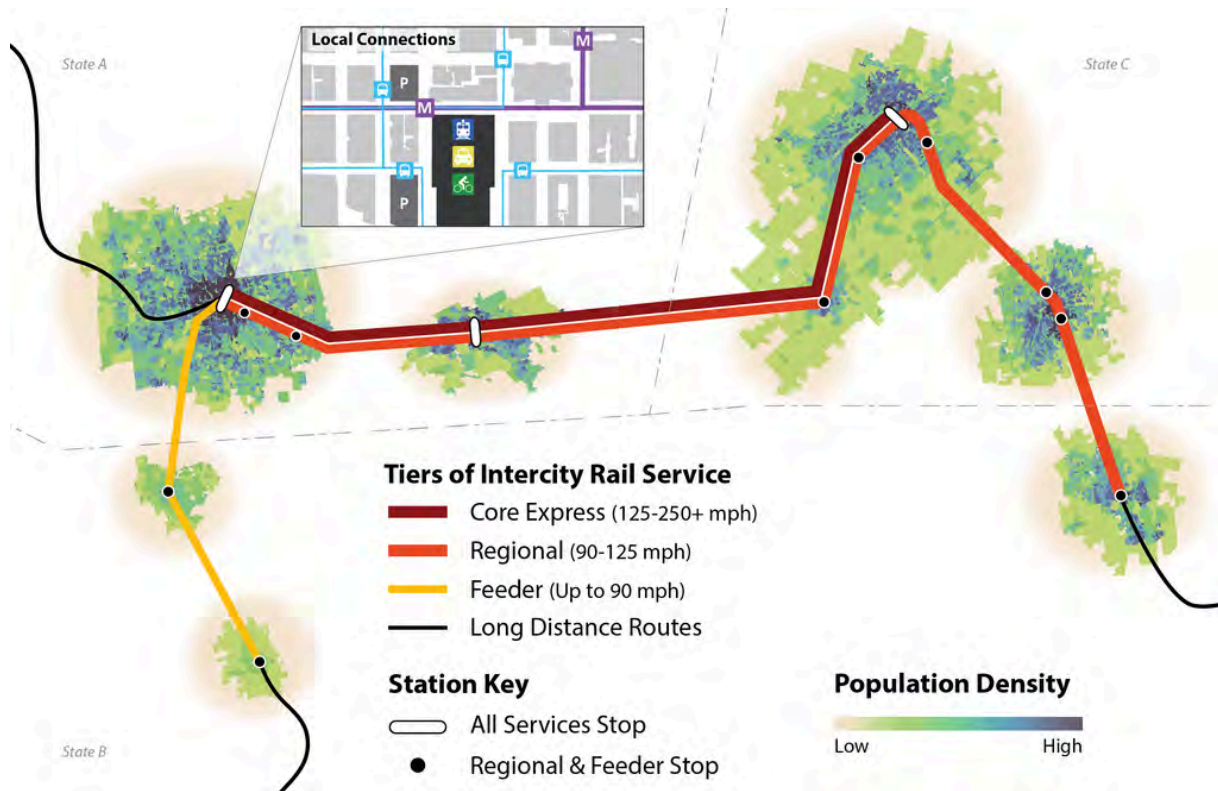 State A
Local Connections
M
P
M
P
State C
Tiers of Intercity Rail Service
Core Express (125-250+ mph)
Regional (90-125 mph)
Feeder (Up to 90 mph)
Long Distance Routes
Station Key
All Services Stop
Regional & Feeder Stop
Population Density
Low High
State B